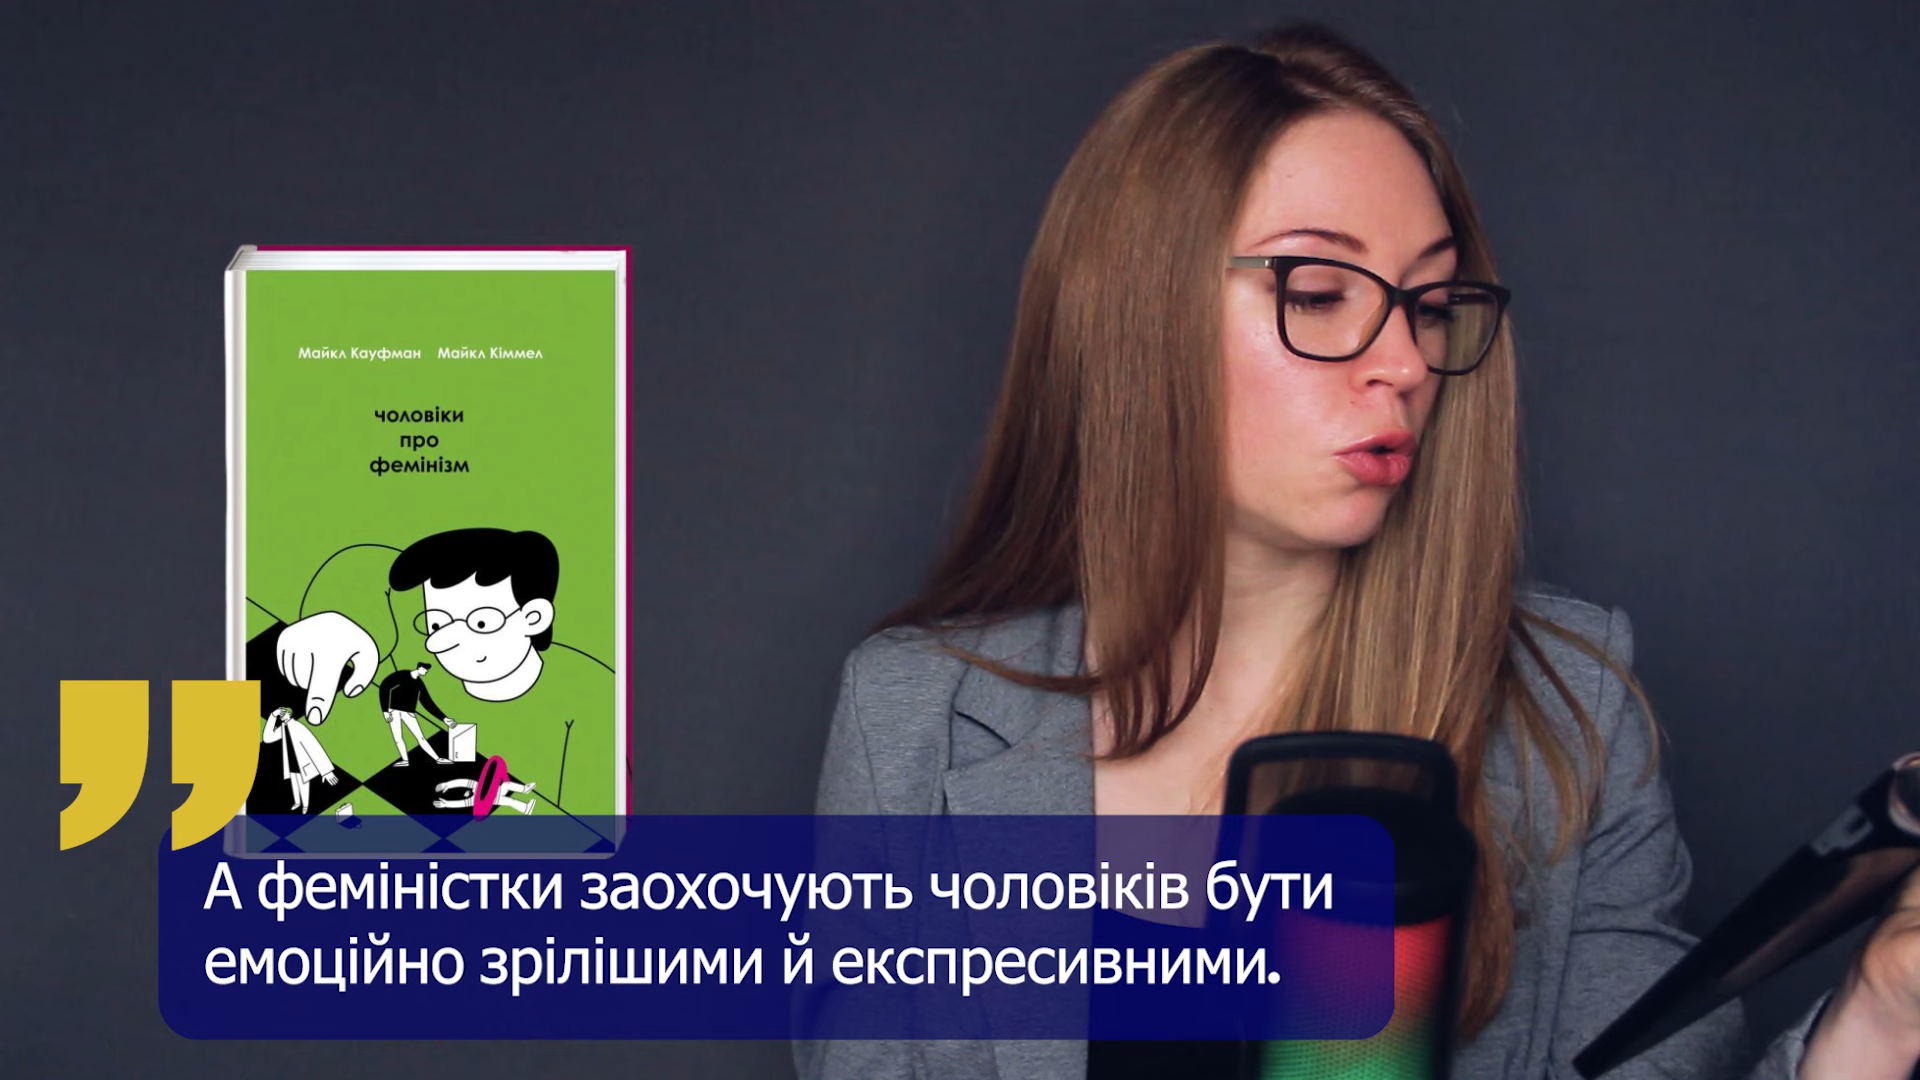 Майкл Кауфман Майкл Кіммел
чоловіки
про
фемінізм
А феміністки заохочують чоловіків бути
емоційно зрілішими й експресивними.